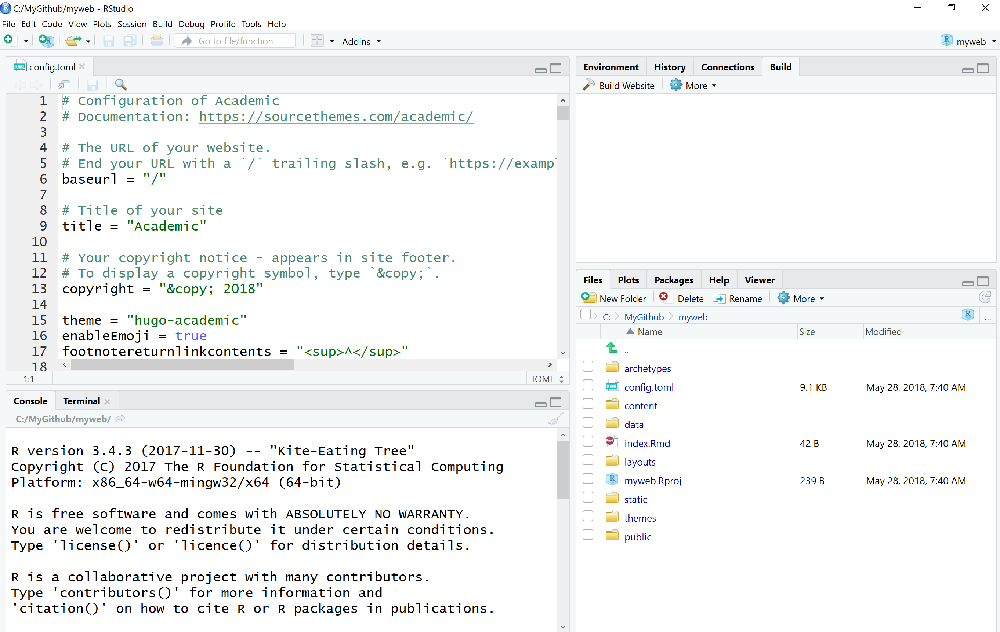 C:/MyGithub/myweb - RStudio
File Edit Code View Plots Session Build Debug Profile Tools Help
Go to file/function Addins myweb
config.toml
1 # Configuration of Academic
2 # Documentation: https://sourcethemes.com/academic/
3
4 # The URL of your website.
5 # End your URL with a `/` trailing slash, e.g. `https://exampl
6 baseurl = "/"
7
8 # Title of your site
9 title = "Academic"
10
11 # Your copyright notice - appears in site footer.
12 # To display a copyright symbol, type `&copy;`.
13 copyright = "&copy; 2018"
14
15 theme = "hugo-academic"
16 enableEmoji = true
17 footnotereturnlinkcontents = "<sup>^</sup>"
18
1:1 TOML
Console Terminal
C:/MyGithub/myweb/
R version 3.4.3 (2017-11-30) -- "Kite-Eating Tree"
Copyright (C) 2017 The R Foundation for Statistical Computing
Platform: x86_64-w64-mingw32/x64 (64-bit)
R is free software and comes with ABSOLUTELY NO WARRANTY.
You are welcome to redistribute it under certain conditions.
Type 'license()' or 'licence()' for distribution details.
R is a collaborative project with many contributors.
Type 'contributors()' for more information and
'citation()' on how to cite R or R packages in publications.
Environment History Connections Build
Build Website More
Files Plots Packages Help Viewer
New Folder Delete Rename More
C: MyGithub myweb ...
Name Size Modified
..
archetypes
config.toml 9.1 KB May 28, 2018, 7:40 AM
content
data
index.Rmd 42 B May 28, 2018, 7:40 AM
layouts
myweb.Rproj 239 B May 28, 2018, 7:40 AM
static
themes
public